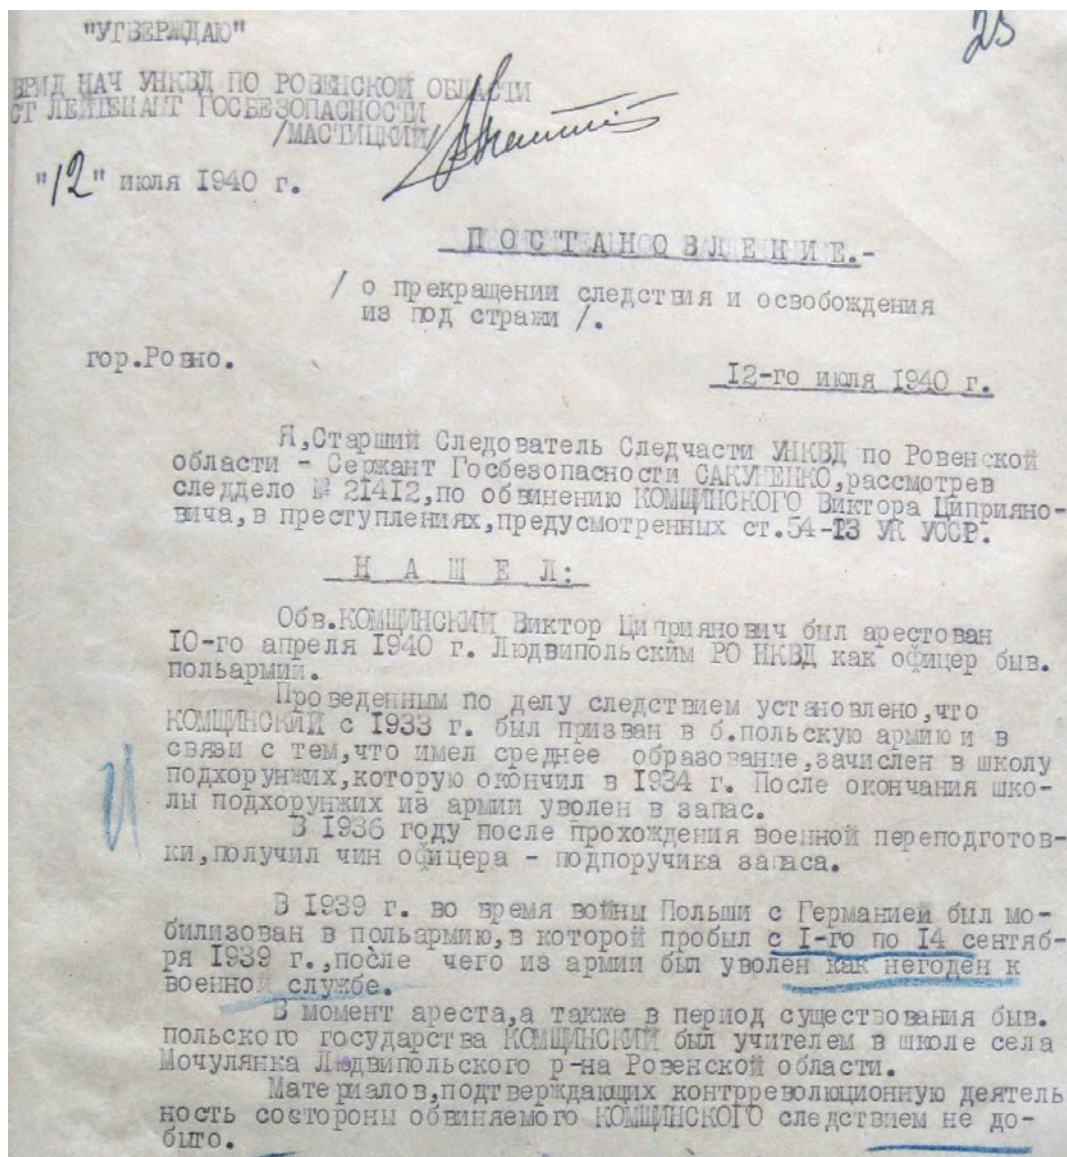 "УТВЕРЖДАЮ"
25
ВРИД НАЧ УНКВД ПО РОВЕНСКОЙ ОБЛАСТИ
СТ ЛЕЙТЕНАНТ ГОСБЕЗОПАСНОСТИ
/МАСТИЦКИЙ/
"12" июля 1940 г.
ПОСТАНОВЛЕНИЕ.-
/ о прекращении следствия и освобождения
из под стражи /.
гор.Ровно.
12-го июля 1940 г.
Я,Старший Следователь Следчасти УНКВД по Ровенской
области - Сержант Госбезопасности САКУНЕНКО,рассмотрев
следдело № 21412,по обвинению КОМЩИНСКОГО Виктора Циприяно-
вича,в преступлениях,предусмотренных ст.54-13 УК УССР.
НАШЕЛ:
Обв.КОМЩИНСКИЙ Виктор Циприянович был арестован
10-го апреля 1940 г. Людвипольским РО НКВД как офицер быв.
польармии.
Проведенным по делу следствием установлено,что
КОМЩИНСКИЙ с 1933 г. был призван в б.польскую армию и в
связи с тем,что имел среднее образование,зачислен в школу
подхорунжих,которую окончил в 1934 г. После окончания шко-
лы подхорунжих из армии уволен в запас.
В 1936 году после прохождения военной переподготов-
ки,получил чин офицера - подпоручика запаса.
В 1939 г. во время войны Польши с Германией был мо-
билизован в польармию,в которой пробыл с 1-го по 14 сентяб-
ря 1939 г.,после чего из армии был уволен как негоден к
военной службе.
В момент ареста,а также в период существования быв.
польского государства КОМЩИНСКИЙ был учителем в школе села
Мочулянка Людвипольского р-на Ровенской области.
Материалов,подтверждающих контрреволюционную деятель
ность состороны обвиняемого КОМЩИНСКОГО следствием не до-
быто.